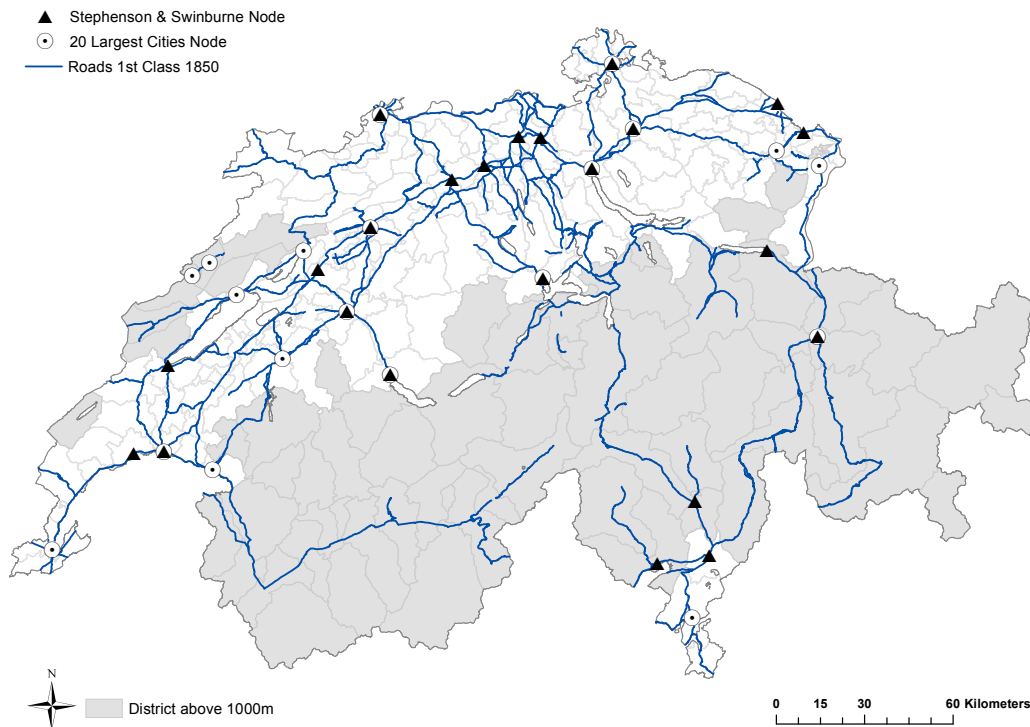 Stephenson & Swinburne Node
20 Largest Cities Node
Roads 1st Class 1850
N
District above 1000m
0 15 30 60 Kilometers